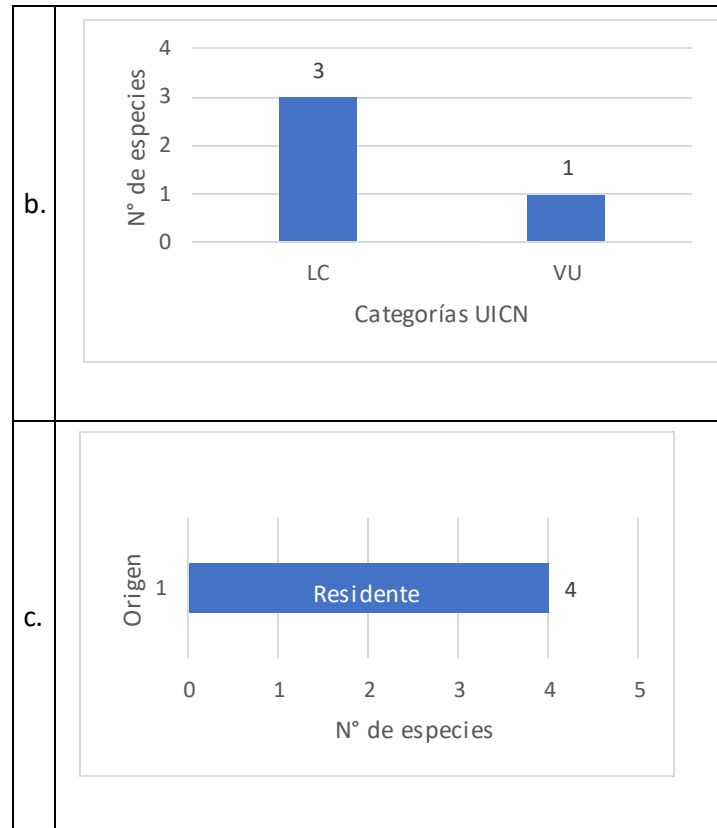 b.
N° de especies
4
3
2
1
0
3
1
LC
VU
Categorías UICN
c.
Origen
1
Residente
4
0 1 2 3 4 5
N° de especies